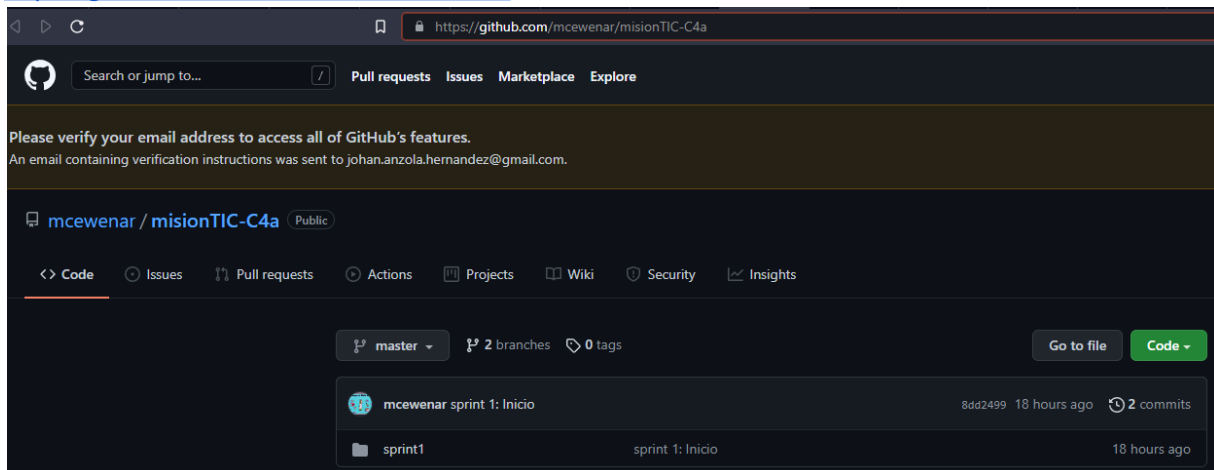 https://github.com/mcewenar/misionTIC-C4a
Search or jump to... / Pull requests Issues Marketplace Explore
Please verify your email address to access all of GitHub's features.
An email containing verification instructions was sent to johan.anzola.hernandez@gmail.com.
mcewenar / misionTIC-C4a Public
<> Code Issues Pull requests Actions Projects Wiki Security Insights
master 2 branches 0 tags Go to file Code
mcewenar sprint 1: Inicio 8dd2499 18 hours ago 2 commits
sprint1 sprint 1: Inicio 18 hours ago